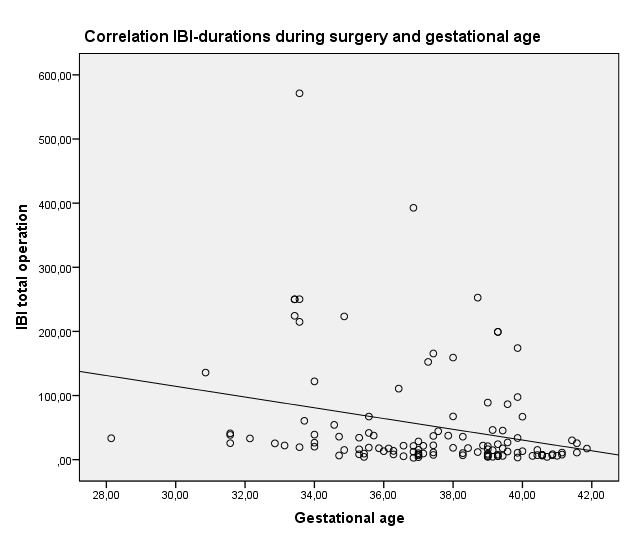 Correlation IBI-durations during surgery and gestational age
IBI total operation
600,00
500,00
400,00
300,00
200,00
100,00
,00
28,00 30,00 32,00 34,00 36,00 38,00 40,00 42,00
Gestational age